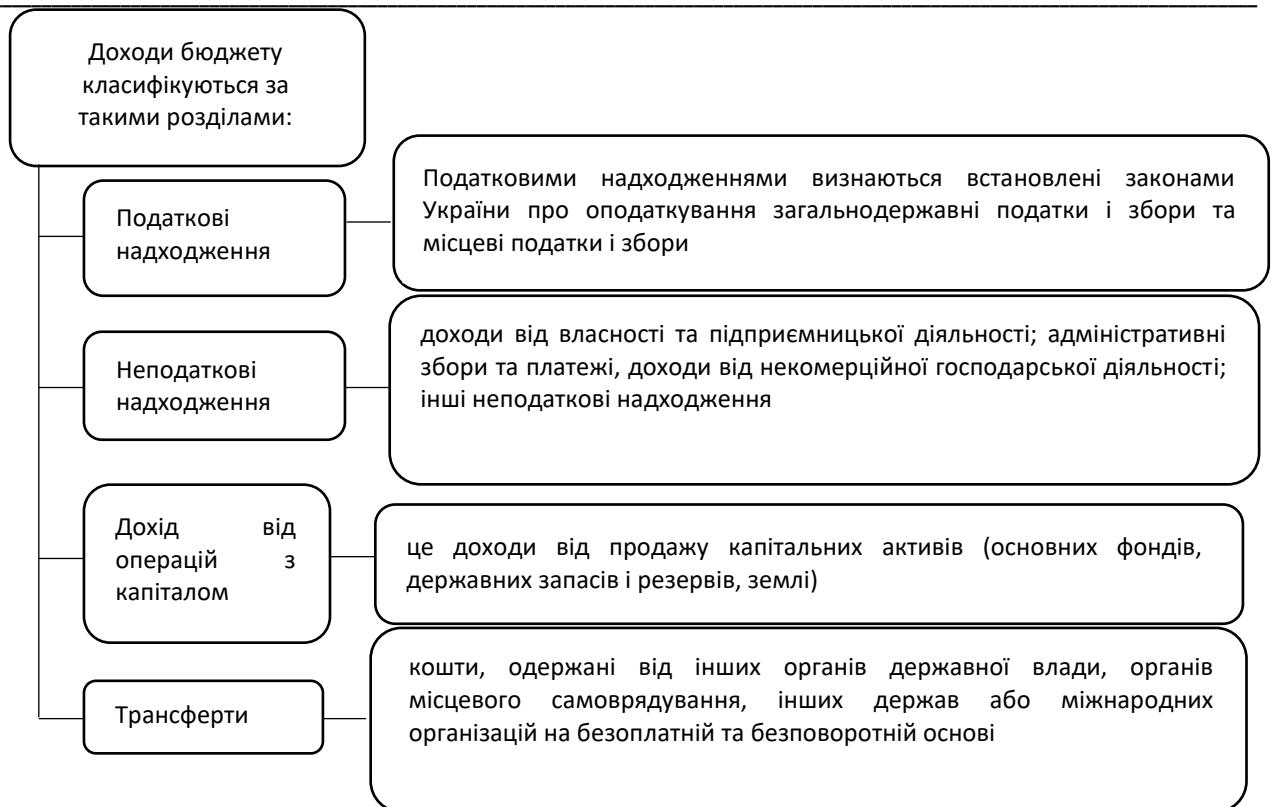 Доходи бюджету
класифікуються за
такими розділами:
Податкові
надходження
Податковими надходженнями визнаються встановлені законами
України про оподаткування загальнодержавні податки і збори та
місцеві податки і збори
Неподаткові
надходження
доходи від власності та підприємницької діяльності; адміністративні
збори та платежі, доходи від некомерційної господарської діяльності;
інші неподаткові надходження
Дохід від
операцій з
капіталом
це доходи від продажу капітальних активів (основних фондів,
державних запасів і резервів, землі)
Трансферти
кошти, одержані від інших органів державної влади, органів
місцевого самоврядування, інших держав або міжнародних
організацій на безоплатній та безповоротній основі